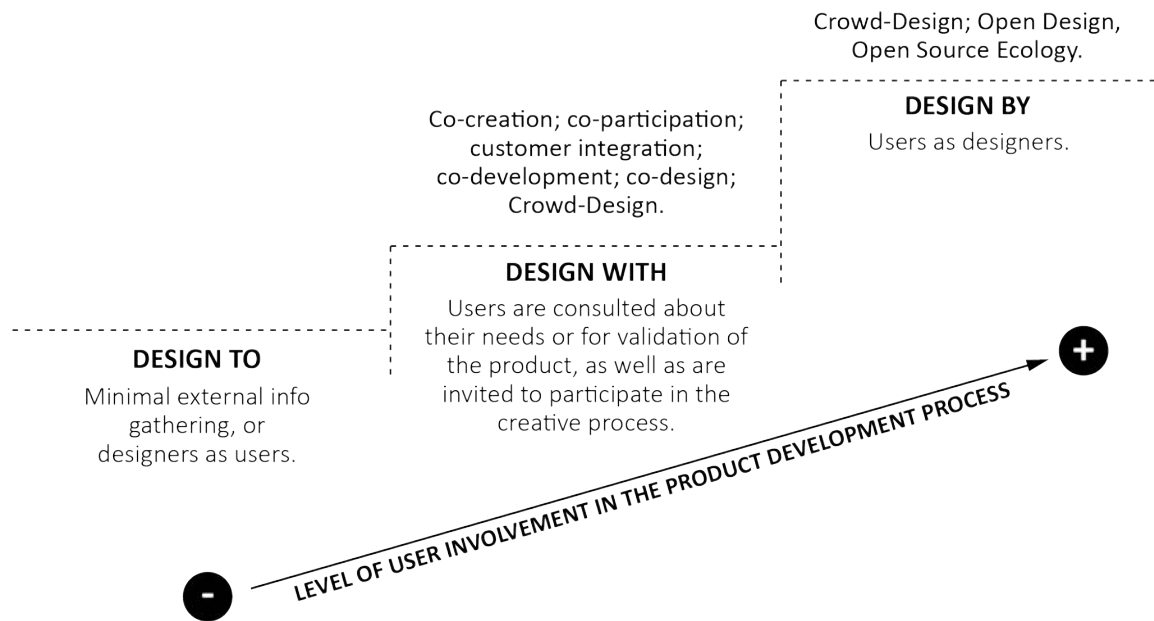 Crowd-Design; Open Design,
Open Source Ecology.
DESIGN BY
Users as designers.
Co-creation; co-participation;
customer integration;
co-development; co-design;
Crowd-Design.
DESIGN WITH
Users are consulted about
their needs or for validation of
the product, as well as are
invited to participate in the
creative process.
DESIGN TO
Minimal external info
gathering, or
designers as users.
+
LEVEL OF USER INVOLVEMENT IN THE PRODUCT DEVELOPMENT PROCESS
-